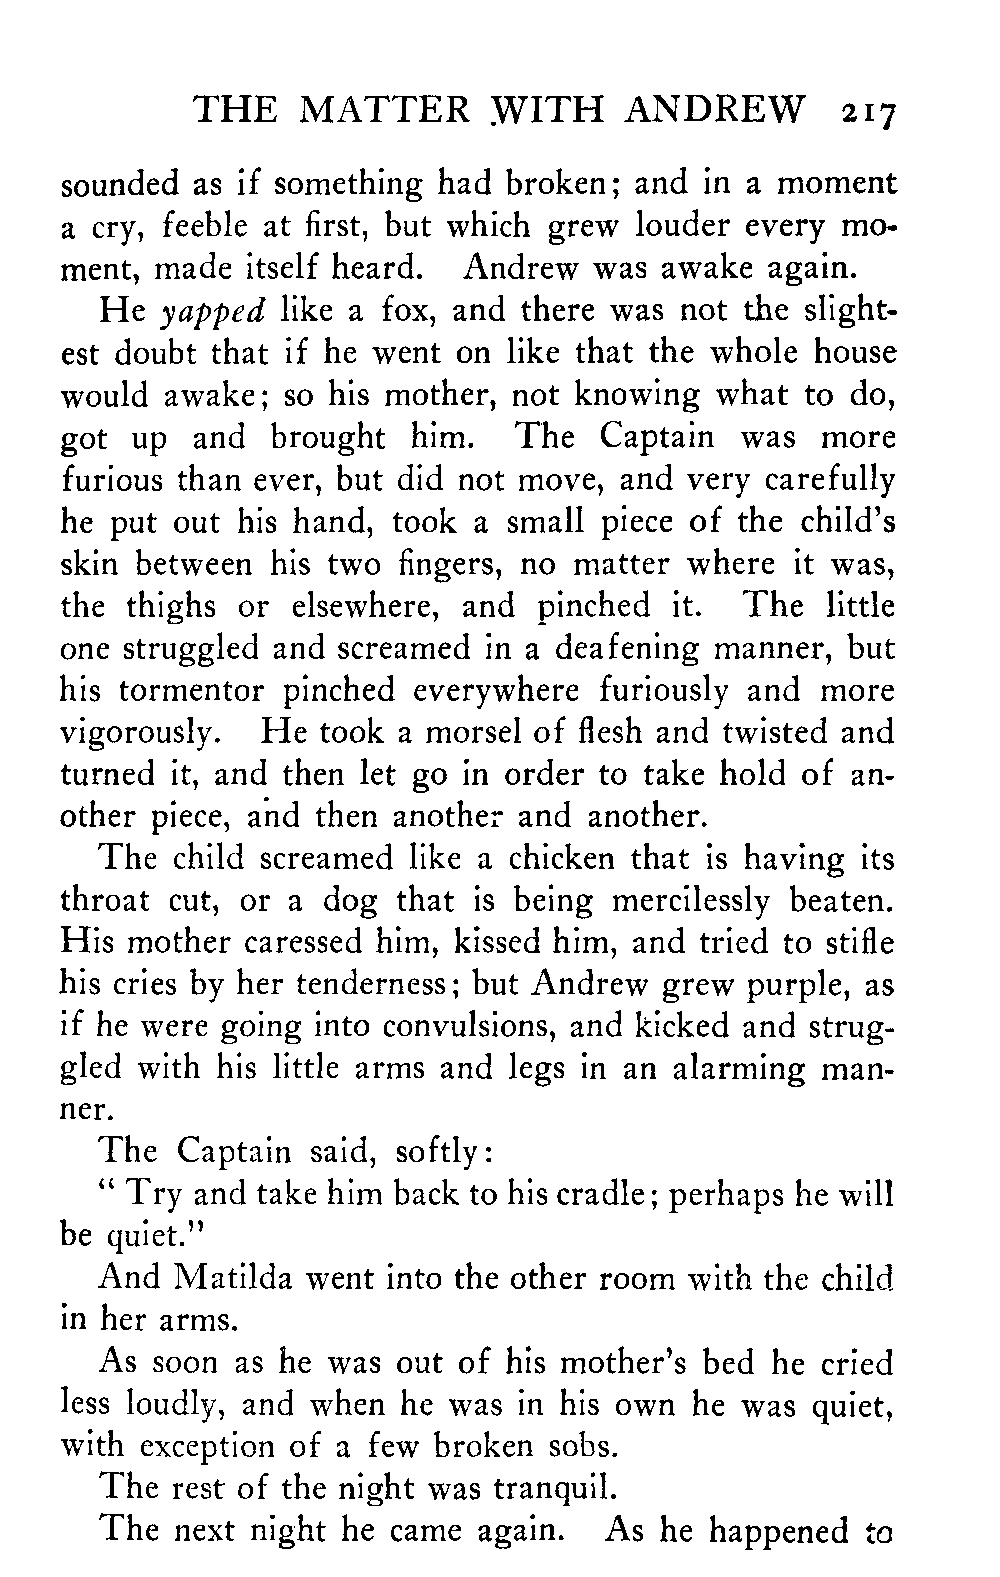 THE MATTER WITH ANDREW 217
sounded as if something had broken; and in a moment
a cry, feeble at first, but which grew louder every mo-
ment, made itself heard. Andrew was awake again.
He yapped like a fox, and there was not the slight-
est doubt that if he went on like that the whole house
would awake; so his mother, not knowing what to do,
got up and brought him. The Captain was more
furious than ever, but did not move, and very carefully
he put out his hand, took a small piece of the child's
skin between his two fingers, no matter where it was,
the thighs or elsewhere, and pinched it. The little
one struggled and screamed in a deafening manner, but
his tormentor pinched everywhere furiously and more
vigorously. He took a morsel of flesh and twisted and
turned it, and then let go in order to take hold of an-
other piece, and then another and another.
The child screamed like a chicken that is having its
throat cut, or a dog that is being mercilessly beaten.
His mother caressed him, kissed him, and tried to stifle
his cries by her tenderness; but Andrew grew purple, as
if he were going into convulsions, and kicked and strug-
gled with his little arms and legs in an alarming man-
ner.
The Captain said, softly:
" Try and take him back to his cradle; perhaps he will
be quiet."
And Matilda went into the other room with the child
in her arms.
As soon as he was out of his mother's bed he cried
less loudly, and when he was in his own he was quiet,
with exception of a few broken sobs.
The rest of the night was tranquil.
The next night he came again. As he happened to